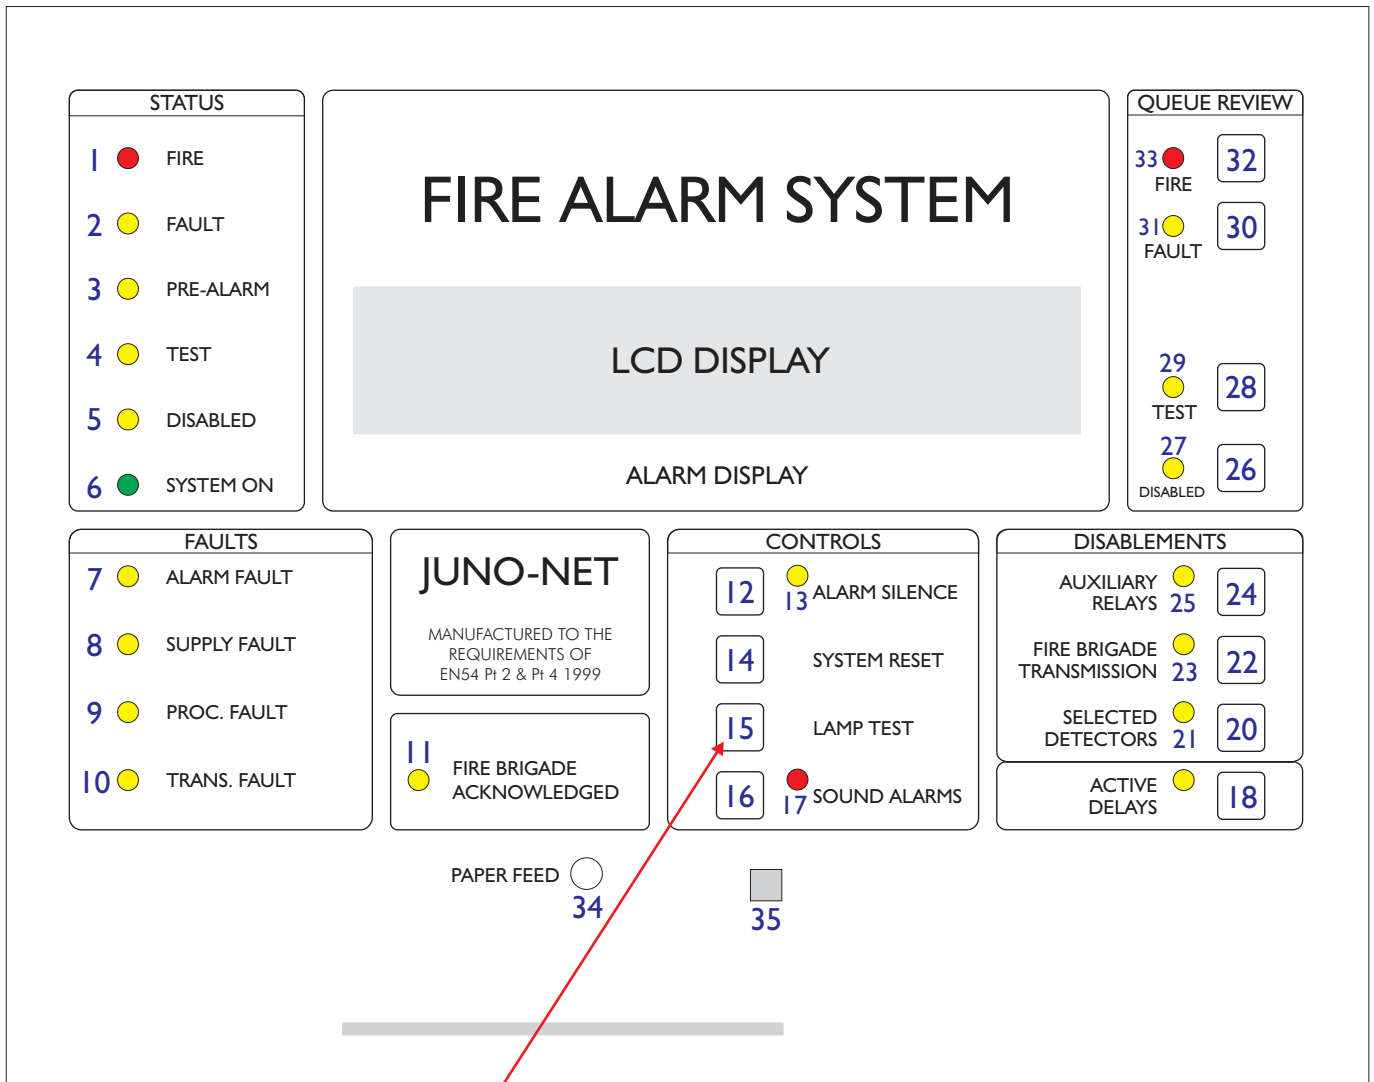 STATUS
1 FIRE
2 FAULT
3 PRE-ALARM
4 TEST
5 DISABLED
6 SYSTEM ON
FIRE ALARM SYSTEM
LCD DISPLAY
ALARM DISPLAY
QUEUE REVIEW
33 32
FIRE
31 30
FAULT
29
28
TEST
27
26
DISABLED
FAULTS
7 ALARM FAULT
8 SUPPLY FAULT
9 PROC. FAULT
10 TRANS. FAULT
JUNO-NET
MANUFACTURED TO THE
REQUIREMENTS OF
EN54 Pt 2 & Pt 4 1999
11
FIRE BRIGADE
ACKNOWLEDGED
CONTROLS
12 13 ALARM SILENCE
14 SYSTEM RESET
15 LAMP TEST
16 17 SOUND ALARMS
DISABLEMENTS
AUXILIARY
RELAYS 25 24
FIRE BRIGADE
TRANSMISSION 23 22
SELECTED
DETECTORS 21 20
ACTIVE
DELAYS 18
PAPER FEED
34
35